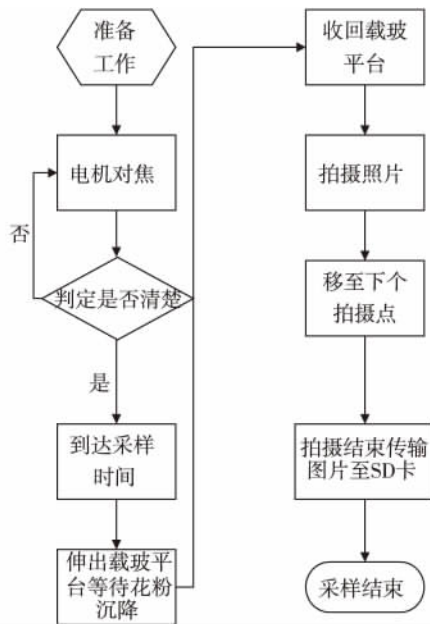 准备
工作
电机对焦
否
判定是否清楚
是
到达采样
时间
伸出载玻平
台等待花粉
沉降
收回载玻
平台
拍摄照片
移至下个
拍摄点
拍摄结束传输
图片至SD卡
采样结束